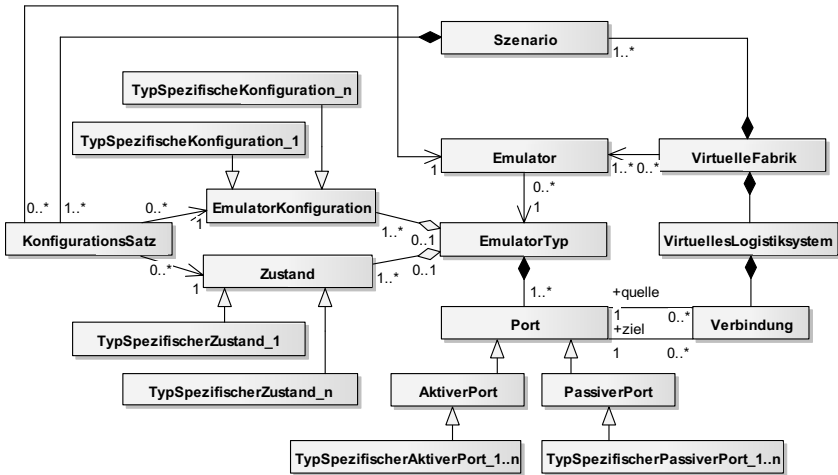 Szenario
1..*
TypSpezifischeKonfiguration_n
TypSpezifischeKonfiguration_1
Emulator
VirtuelleFabrik
1
1..* 0..*
0..*
1
0..* 1..*
0..*
1
EmulatorKonfiguration
1..*
0..1
EmulatorTyp
VirtuellesLogistiksystem
KonfigurationsSatz
0..*
1
Zustand
1..*
0..1
1..*
+quelle
1
0..*
Port
Verbindung
+ziel
1
0..*
TypSpezifischerZustand_1
TypSpezifischerZustand_n
AktiverPort
PassiverPort
TypSpezifischerAktiverPort_1..n
TypSpezifischerPassiverPort_1..n